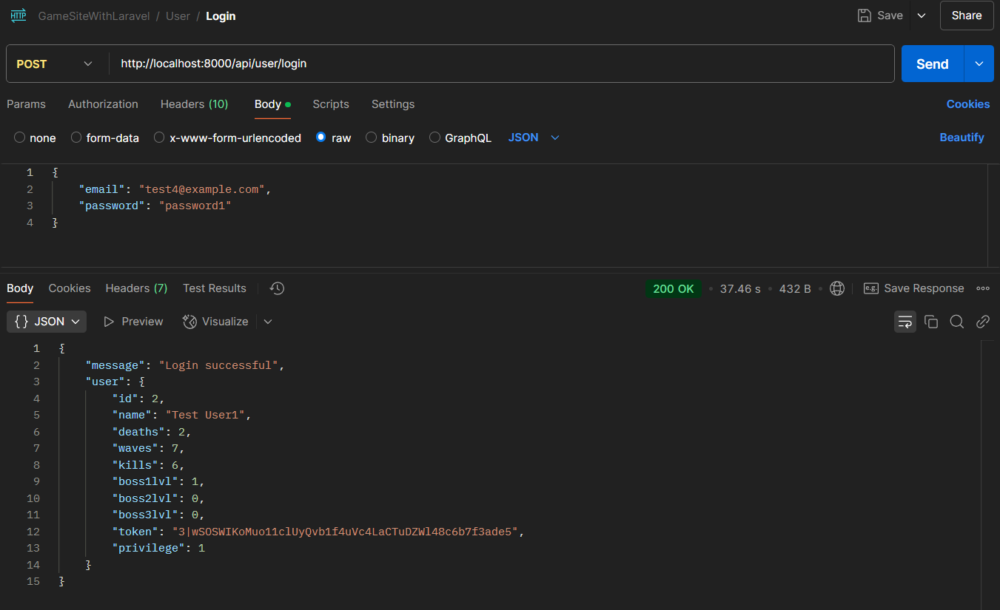 HTTP GameSiteWithLaravel / User / Login Save Share
POST http://localhost:8000/api/user/login Send
Params Authorization Headers (10) Body Scripts Settings Cookies
none form-data x-www-form-urlencoded raw binary GraphQL JSON Beautify
1 {
2 "email": "test4@example.com",
3 "password": "password1"
4 }
Body Cookies Headers (7) Test Results 200 OK 37.46 s 432 B e.g. Save Response
{} JSON Preview Visualize
1 {
2 "message": "Login successful",
3 "user": {
4 "id": 2,
5 "name": "Test User1",
6 "deaths": 2,
7 "waves": 7,
8 "kills": 6,
9 "boss1lvl": 1,
10 "boss2lvl": 0,
11 "boss3lvl": 0,
12 "token": "3|wSOSWIKoMuo11clUyQvb1f4uVc4LaCTuDZWl48c6b7f3ade5",
13 "privilege": 1
14 }
15 }